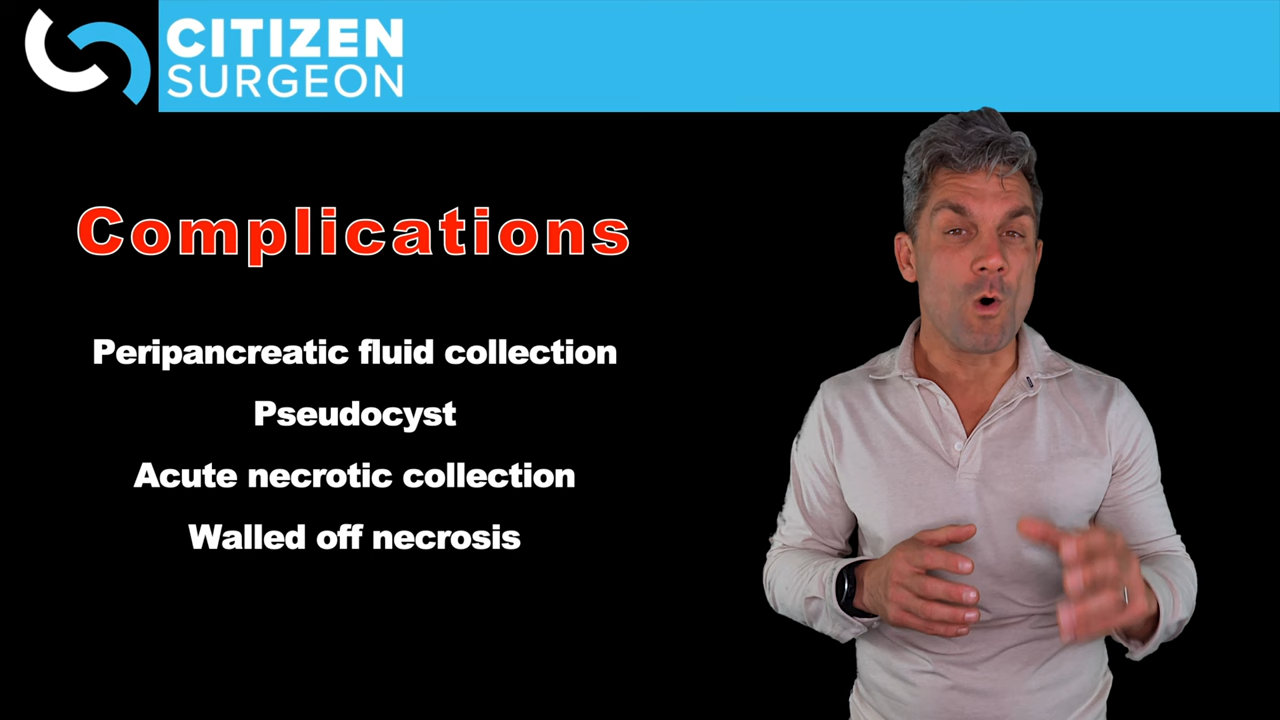 CITIZEN
SURGEON
Complications
Peripancreatic fluid collection
Pseudocyst
Acute necrotic collection
Walled off necrosis